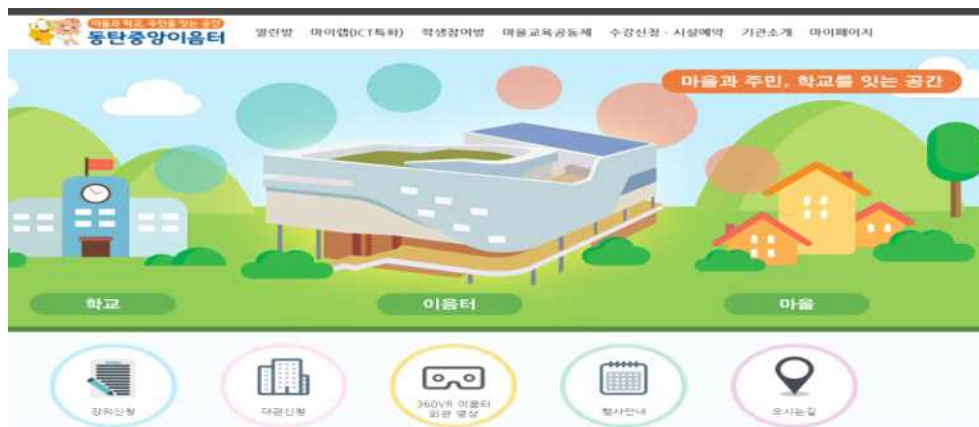 마을과 학교, 주민을 잇는 공간
동탄중앙이음터
열린방 마이랩(ICT특화) 학생참여방 마을교육공동체 수강신청 · 시설예약 기관소개 마이페이지
마을과 주민, 학교를 잇는 공간
학교 이음터 마을
강의신청 대관신청 360VR 이음터 행사안내 오시는길
외관 영상